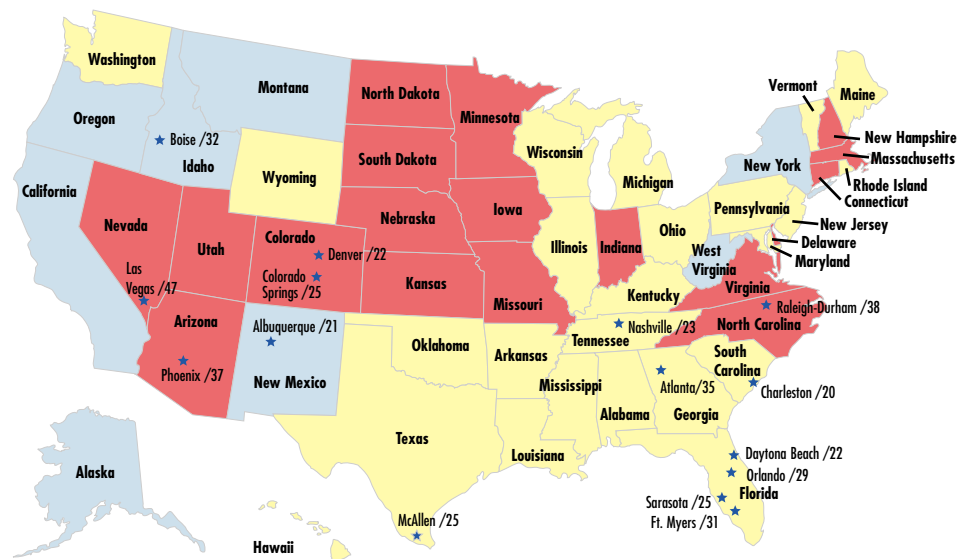 Washington
Montana
North Dakota
Minnesota
Vermont
Maine
Oregon
Boise /32
Idaho
South Dakota
Wisconsin
New Hampshire
Massachusetts
New York
Rhode Island
Connecticut
California
Wyoming
Michigan
Nevada
Nebraska
Iowa
Pennsylvania
New Jersey
Utah
Colorado
Denver /22
Illinois
Indiana
Ohio
Delaware
Maryland
West
Virginia
Las
Vegas /47
Colorado
Springs /25
Kansas
Missouri
Kentucky
Virginia
Raleigh-Durham /38
Arizona
Albuquerque /21
Oklahoma
Arkansas
Tennessee
Nashville /23
North Carolina
Phoenix /37
New Mexico
South
Carolina
Mississippi
Atlanta/35
Charleston /20
Alabama
Georgia
Texas
Louisiana
Daytona Beach /22
Orlando /29
Alaska
Sarasota /25
Florida
Ft. Myers /31
McAllen /25
Hawaii